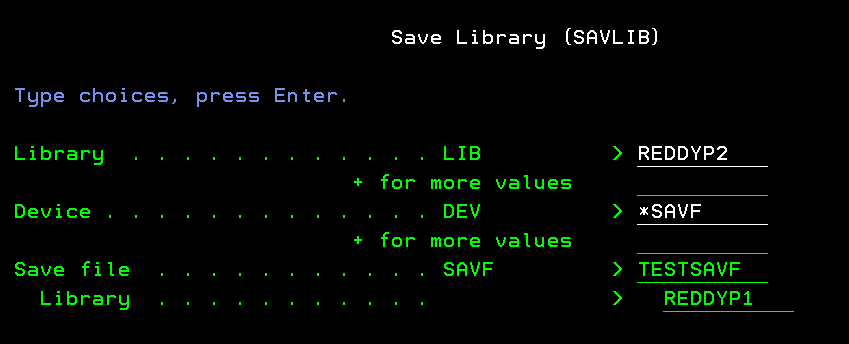 Save Library (SAVLIB)
Type choices, press Enter.
Library . . . . . . . . . . . . LIB > REDDYP2
+ for more values
Device . . . . . . . . . . . . . DEV > *SAVF
+ for more values
Save file . . . . . . . . . . . SAVF > TESTSAVF
Library . . . . . . . . . . . > REDDYP1